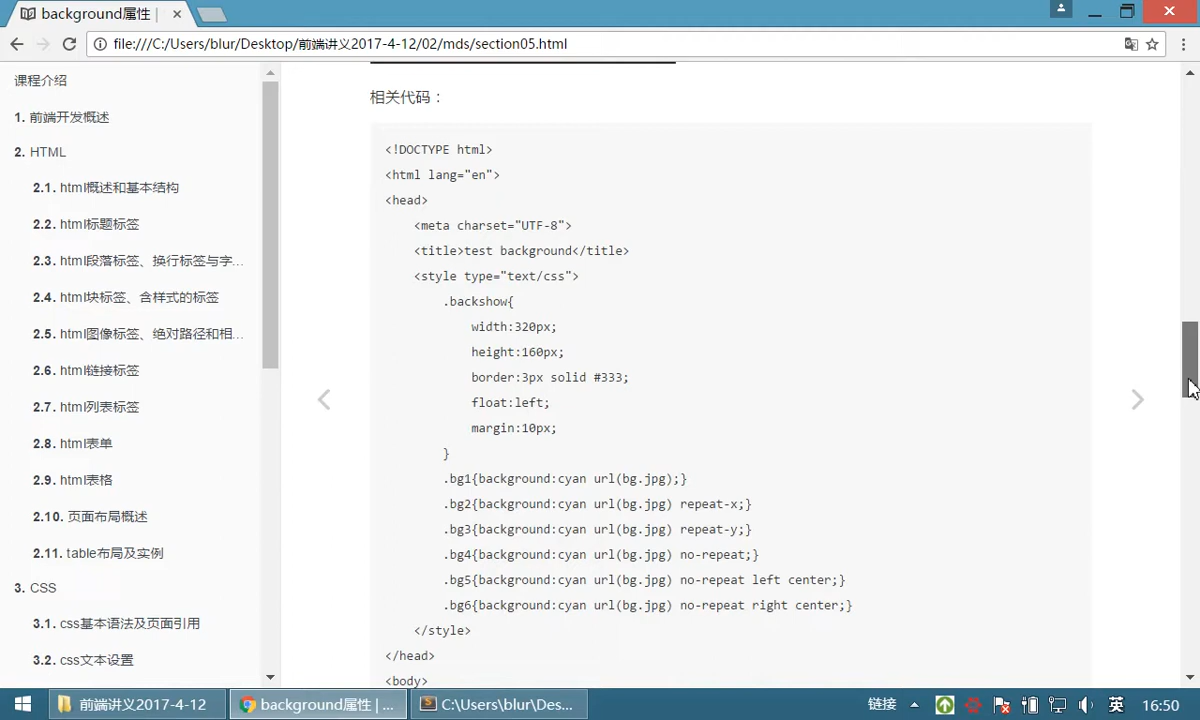 background属性 |
file:///C:/Users/blur/Desktop/前端讲义2017-4-12/02/mds/section05.html
课程介绍
1. 前端开发概述
2. HTML
2.1. html概述和基本结构
2.2. html标题标签
2.3. html段落标签、换行标签与字...
2.4. html块标签、含样式的标签
2.5. html图像标签、绝对路径和相...
2.6. html链接标签
2.7. html列表标签
2.8. html表单
2.9. html表格
2.10. 页面布局概述
2.11. table布局及实例
3. CSS
3.1. css基本语法及页面引用
3.2. css文本设置
相关代码：
<!DOCTYPE html>
<html lang="en">
<head>
<meta charset="UTF-8">
<title>test background</title>
<style type="text/css">
.backshow{
width:320px;
height:160px;
border:3px solid #333;
float:left;
margin:10px;
}
.bg1{background:cyan url(bg.jpg);}
.bg2{background:cyan url(bg.jpg) repeat-x;}
.bg3{background:cyan url(bg.jpg) repeat-y;}
.bg4{background:cyan url(bg.jpg) no-repeat;}
.bg5{background:cyan url(bg.jpg) no-repeat left center;}
.bg6{background:cyan url(bg.jpg) no-repeat right center;}
</style>
</head>
<body>
前端讲义2017-4-12
background属性 | ...
C:\Users\blur\Des...
链接
英
16:50